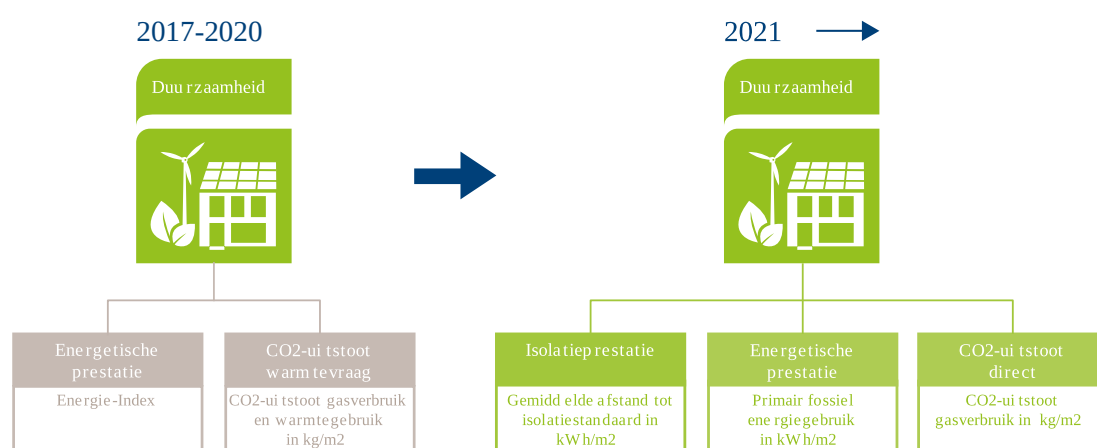 2017-2020
2021
Duurzaamheid
Duurzaamheid
Energetische
prestatie
Energie-Index
CO2-uitstoot
warmtevraag
CO2-uitstoot gasverbruik
en warmtegebruik
in kg/m2
Isolatieprestatie
Gemiddelde afstand tot
isolatiestandaard in
kWh/m2
Energetische
prestatie
Primair fossiel
energiegebruik
in kWh/m2
CO2-uitstoot
direct
CO2-uitstoot
gasverbruik in kg/m2